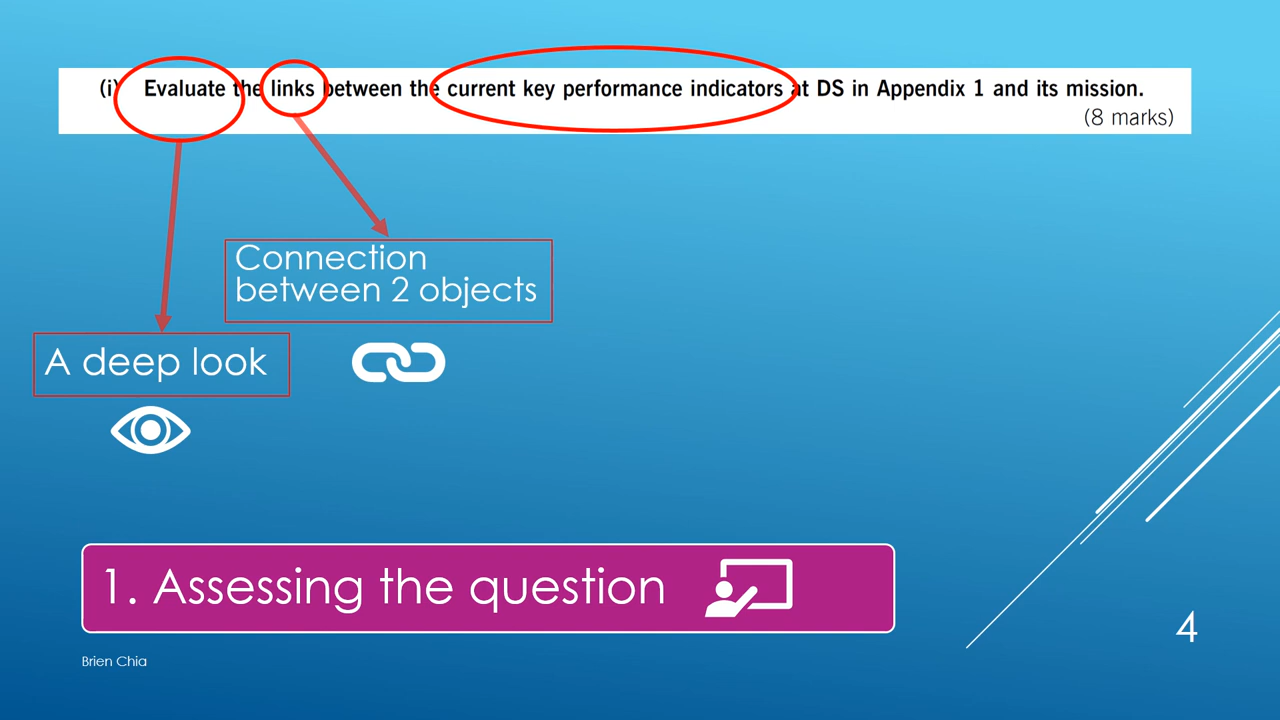 (i) Evaluate the links between the current key performance indicators at DS in Appendix 1 and its mission.
(8 marks)
Connection
between 2 objects
A deep look
1. Assessing the question
4
Brien Chia